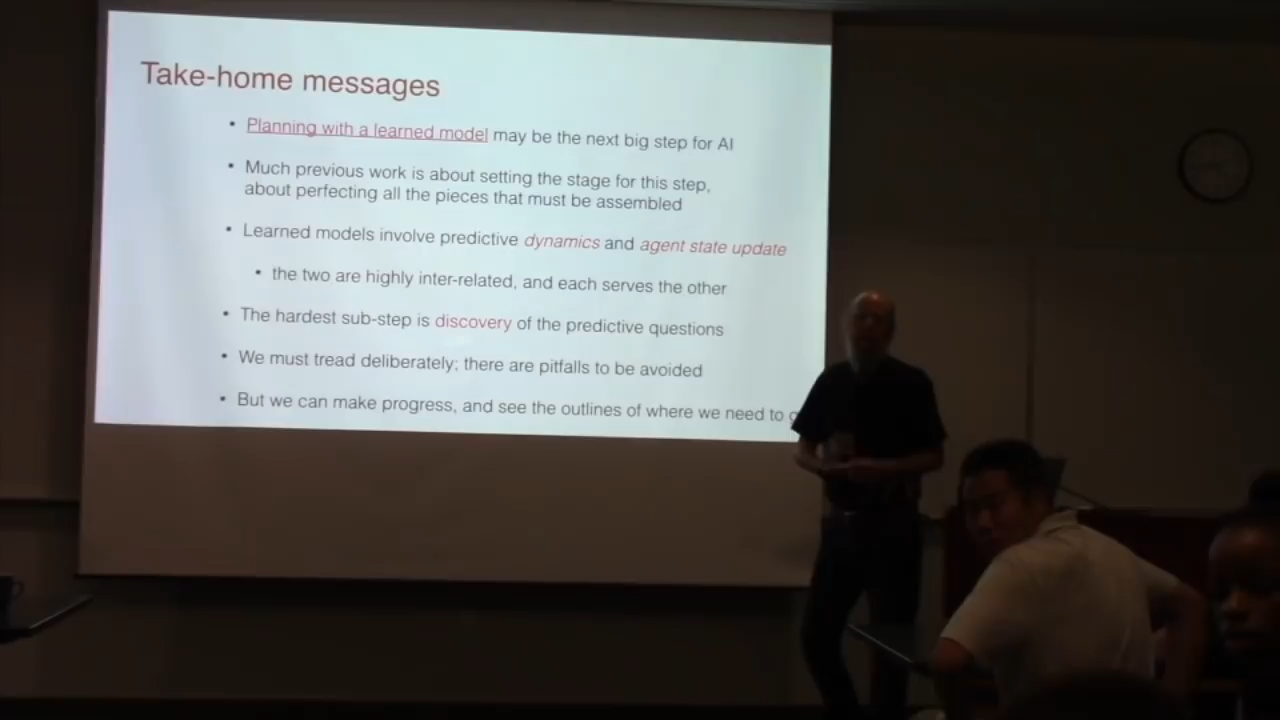 Take-home messages
• Planning with a learned model may be the next big step for AI
• Much previous work is about setting the stage for this step,
about perfecting all the pieces that must be assembled
• Learned models involve predictive dynamics and agent state update
• the two are highly inter-related, and each serves the other
• The hardest sub-step is discovery of the predictive questions
• We must tread deliberately; there are pitfalls to be avoided
• But we can make progress, and see the outlines of where we need to